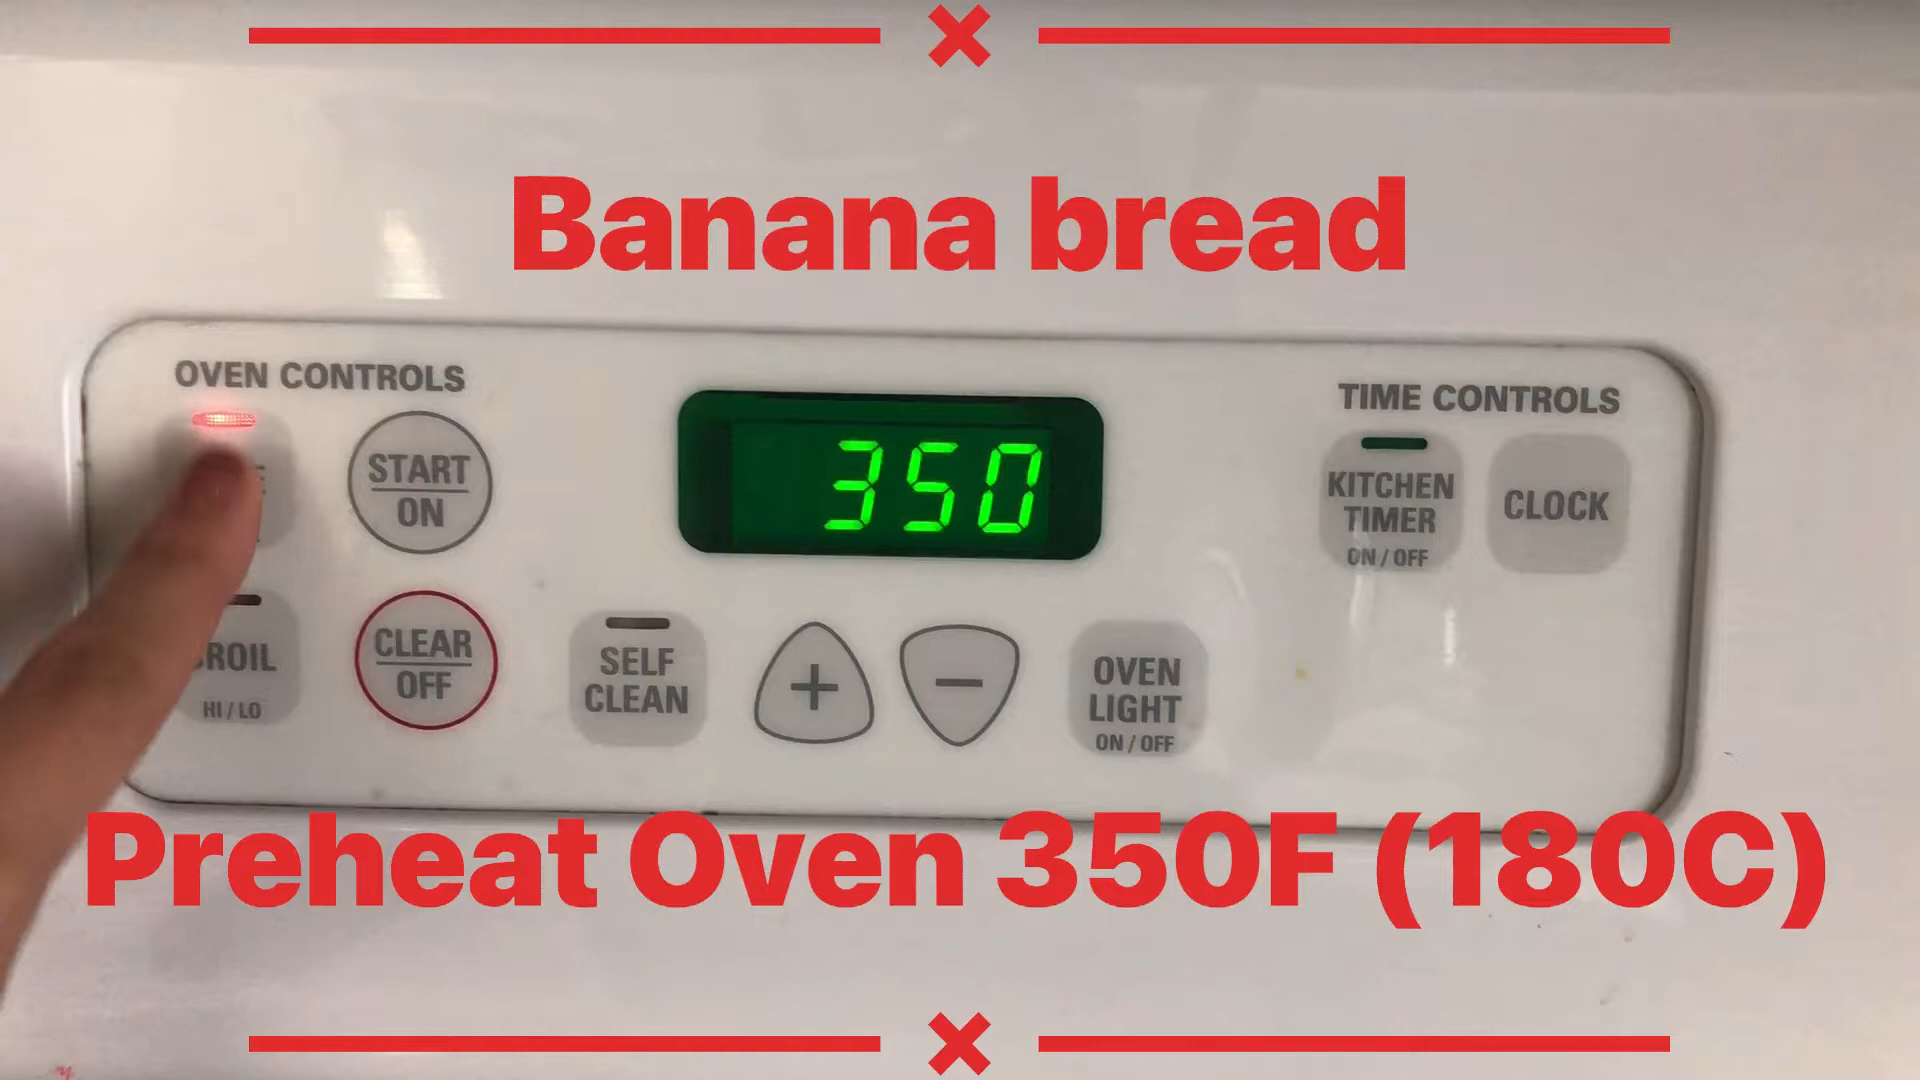 Banana bread
OVEN CONTROLS
TIME CONTROLS
START
ON
350
KITCHEN
TIMER
ON / OFF
CLOCK
HI / LO
CLEAR
OFF
SELF
CLEAN
+
−
OVEN
LIGHT
ON / OFF
Preheat Oven 350F (180C)